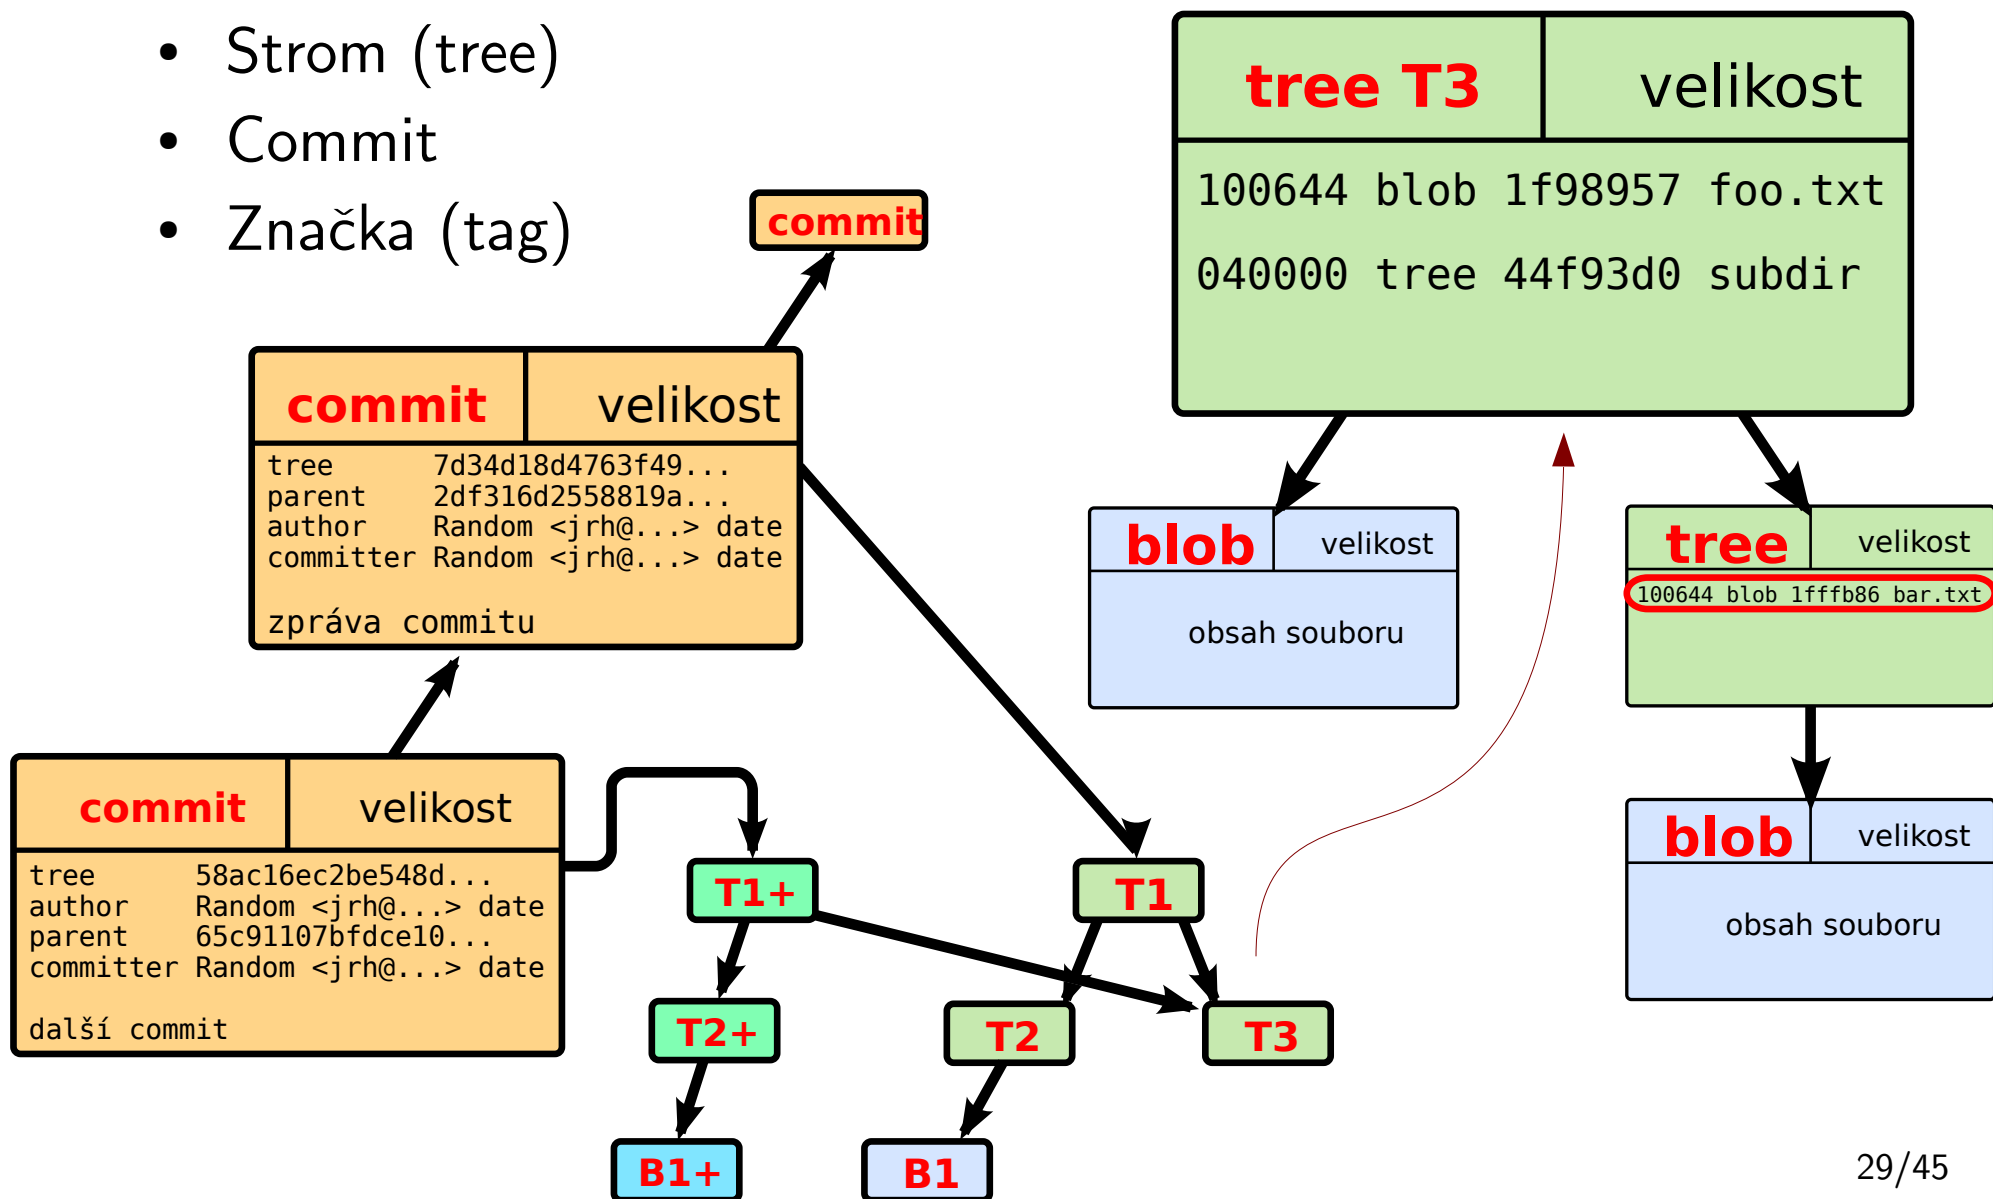 • Strom (tree)
• Commit
• Značka (tag)
commit
tree T3 velikost
100644 blob 1f98957 foo.txt
040000 tree 44f93d0 subdir
commit velikost
tree 7d34d18d4763f49...
parent 2df316d2558819a...
author Random <jrh@...> date
committer Random <jrh@...> date
zpráva commitu
blob velikost
obsah souboru
tree velikost
100644 blob 1fffb86 bar.txt
blob velikost
obsah souboru
commit velikost
tree 58ac16ec2be548d...
author Random <jrh@...> date
parent 65c91107bfdce10...
committer Random <jrh@...> date
další commit
T1+
T1
T2+
T2
T3
B1+
B1
29/45